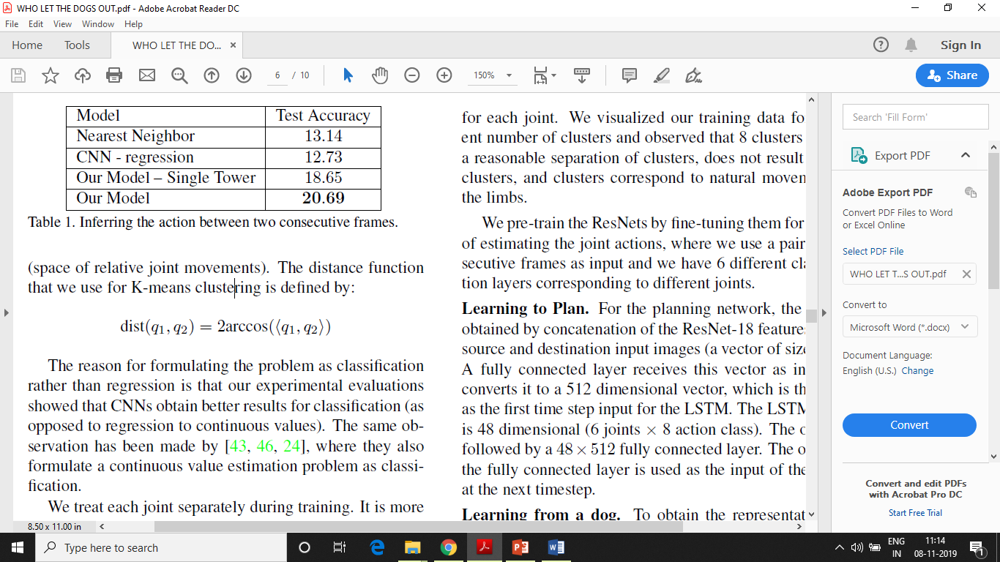 WHO LET THE DOGS OUT.pdf - Adobe Acrobat Reader DC
File Edit View Window Help
Home Tools WHO LET THE DO... × Sign In
6 / 10 150% Share
Model Test Accuracy
Nearest Neighbor 13.14
CNN - regression 12.73
Our Model – Single Tower 18.65
Our Model 20.69
Table 1. Inferring the action between two consecutive frames.
(space of relative joint movements). The distance function
that we use for K-means clustering is defined by:
dist(q1, q2) = 2arccos(⟨q1, q2⟩)
The reason for formulating the problem as classification
rather than regression is that our experimental evaluations
showed that CNNs obtain better results for classification (as
opposed to regression to continuous values). The same ob-
servation has been made by [43, 46, 24], where they also
formulate a continuous value estimation problem as classi-
fication.
We treat each joint separately during training. It is more
for each joint. We visualized our training data fo
ent number of clusters and observed that 8 clusters
a reasonable separation of clusters, does not result
clusters, and clusters correspond to natural movem
the limbs.
We pre-train the ResNets by fine-tuning them for
of estimating the joint actions, where we use a pair
secutive frames as input and we have 6 different cla
tion layers corresponding to different joints.
Learning to Plan. For the planning network, the
obtained by concatenation of the ResNet-18 features
source and destination input images (a vector of size
A fully connected layer receives this vector as in
converts it to a 512 dimensional vector, which is th
as the first time step input for the LSTM. The LSTM
is 48 dimensional (6 joints × 8 action class). The o
followed by a 48 × 512 fully connected layer. The o
the fully connected layer is used as the input of the
at the next timestep.
Learning from a dog. To obtain the representat
8.50 x 11.00 in
Search 'Fill Form'
Export PDF
Adobe Export PDF
Convert PDF Files to Word
or Excel Online
Select PDF File
WHO LET T...S OUT.pdf
Convert to
Microsoft Word (*.docx)
Document Language:
English (U.S.) Change
Convert
Convert and edit PDFs
with Acrobat Pro DC
Start Free Trial
Type here to search
ENG
IN
11:14
08-11-2019
1